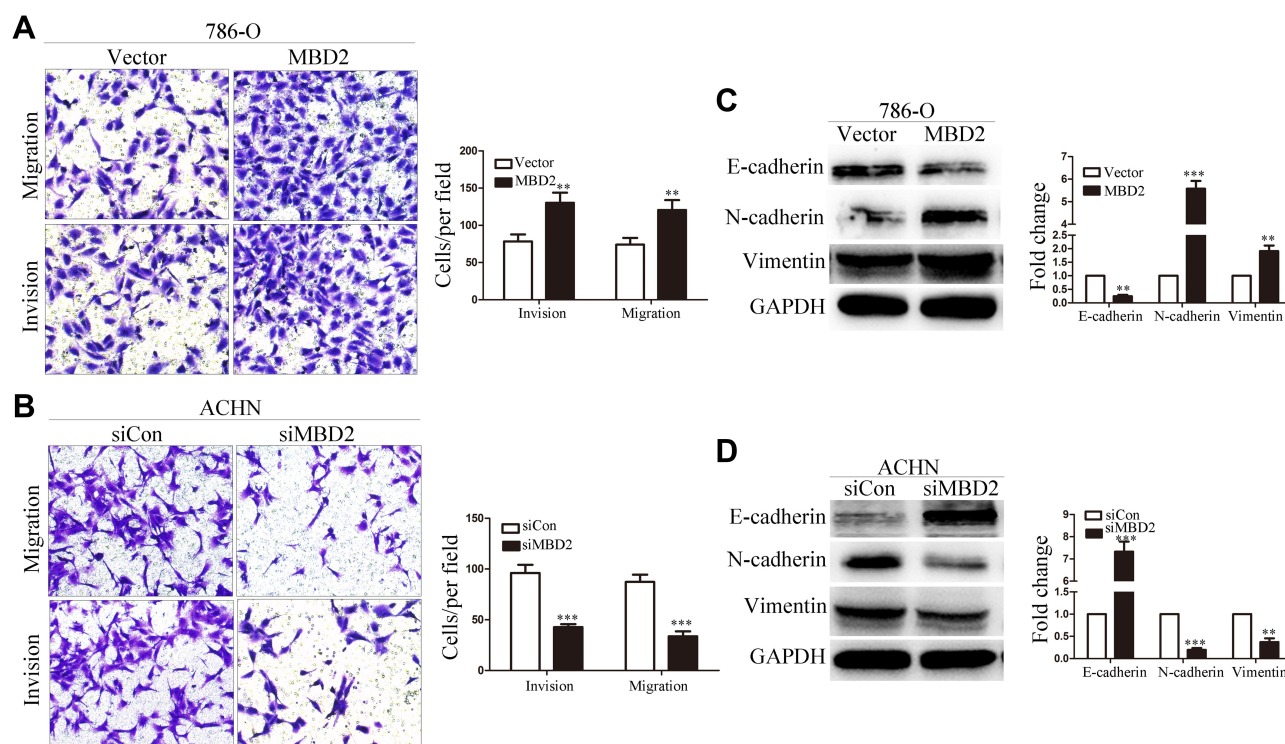 A
786-O
Vector MBD2
Migration
Invision
200
150
100
50
0
Cells/per field
Vector
MBD2
** **
Invision Migration
B
ACHN
siCon siMBD2
Migration
Invision
150
100
50
0
Cells/per field
siCon
siMBD2
*** ***
Invision Migration
C
786-O
Vector MBD2
E-cadherin
N-cadherin
Vimentin
GAPDH
7
6
5
4
2.5
2.0
1.5
1.0
0.5
0.0
Fold change
Vector
MBD2
** *** **
E-cadherin N-cadherin Vimentin
D
ACHN
siCon siMBD2
E-cadherin
N-cadherin
Vimentin
GAPDH
9
8
7
6
1.5
1.0
0.5
0.0
Fold change
siCon
siMBD2
*** *** **
E-cadherin N-cadherin Vimentin